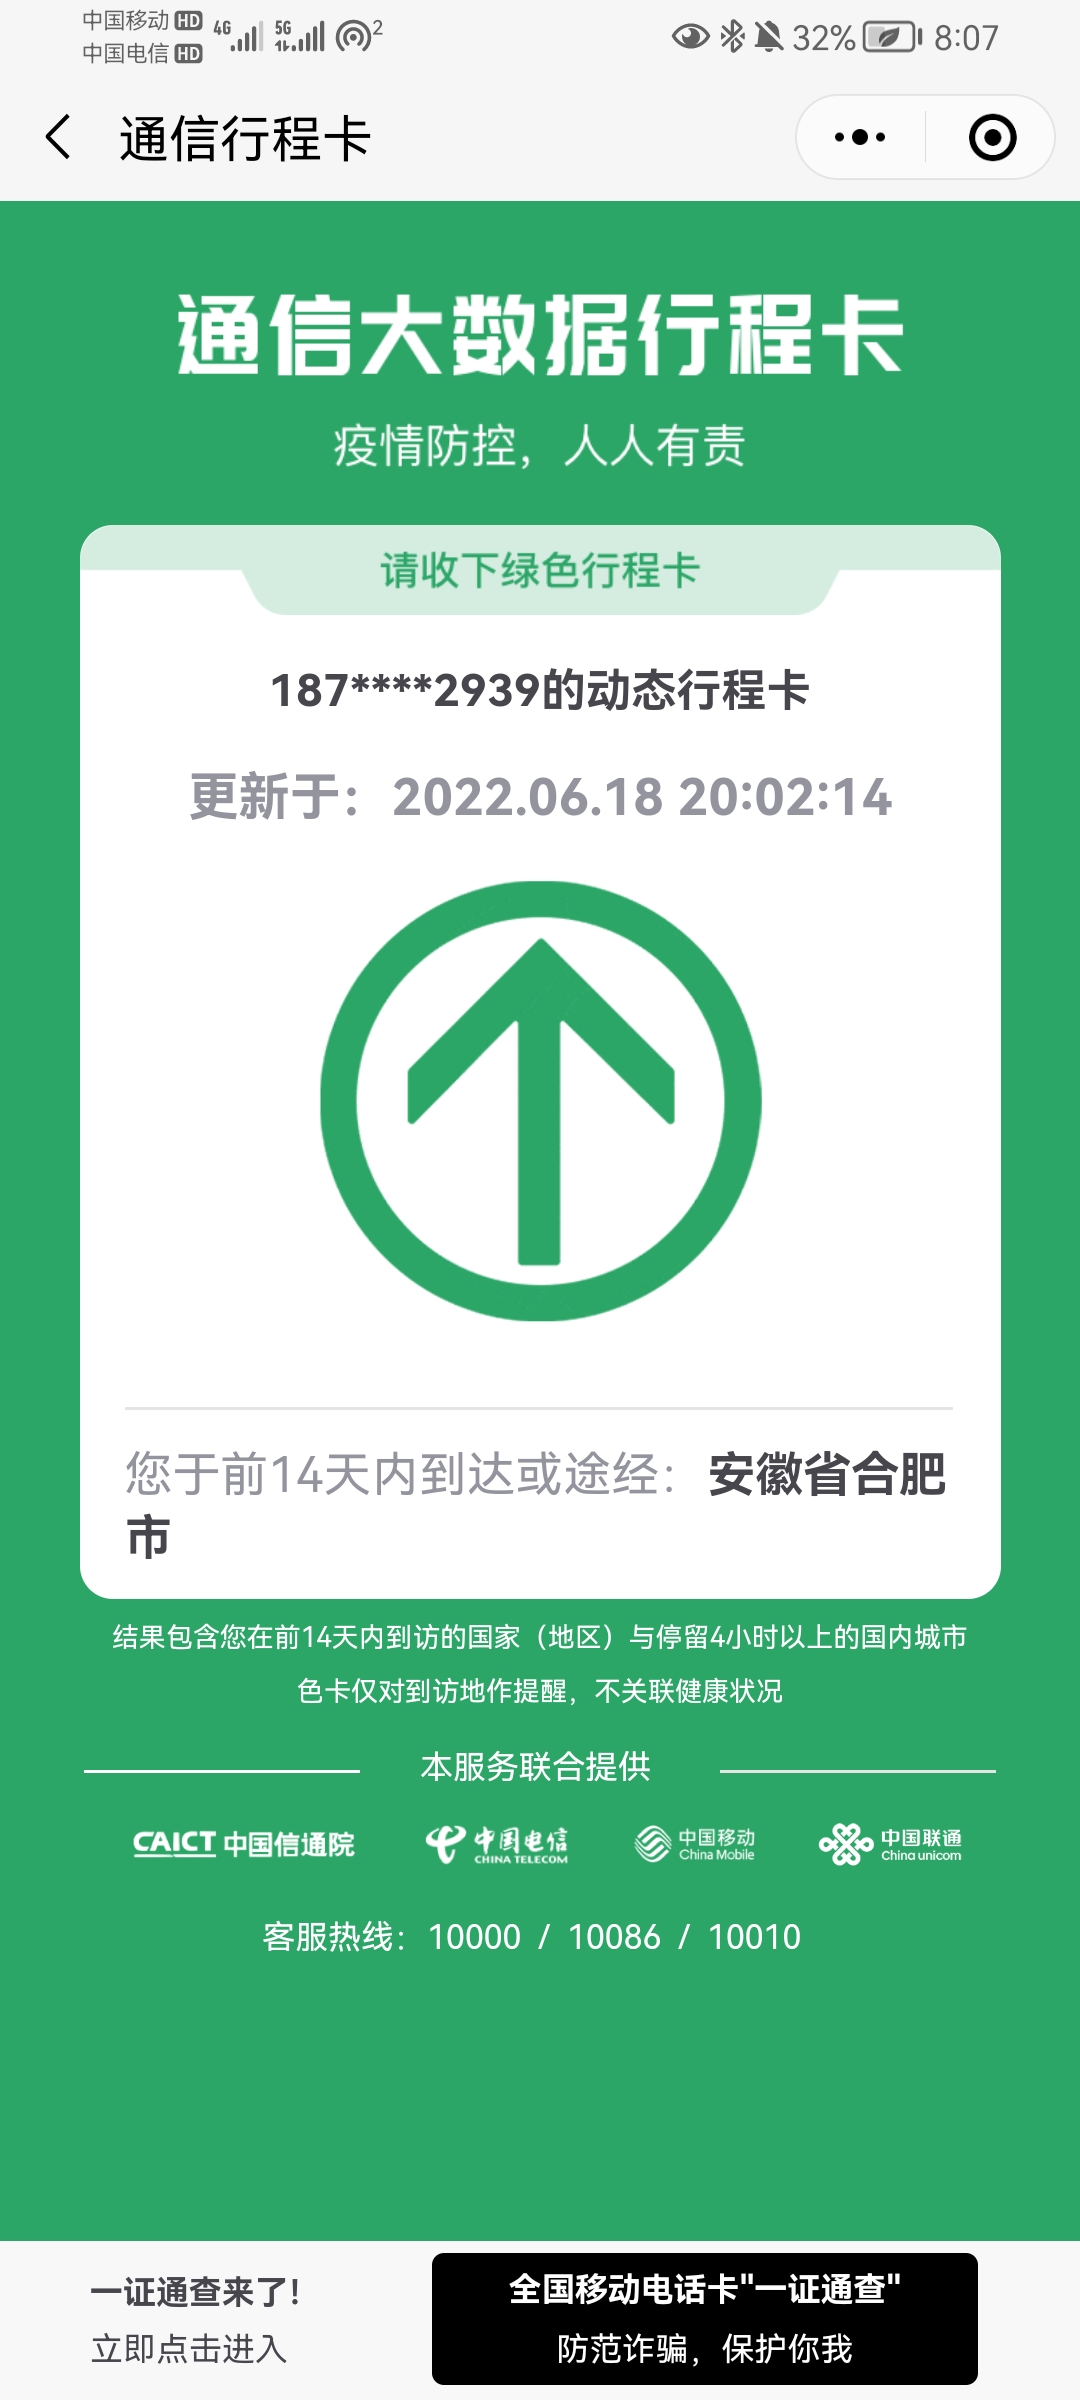 中国移动 HD 4G 5G 2 32% 8:07
中国电信 HD
通信行程卡
通信大数据行程卡
疫情防控，人人有责
请收下绿色行程卡
187****2939的动态行程卡
更新于：2022.06.18 20:02:14
您于前14天内到达或途经：安徽省合肥
市
结果包含您在前14天内到访的国家（地区）与停留4小时以上的国内城市
色卡仅对到访地作提醒，不关联健康状况
本服务联合提供
CAICT 中国信通院 中国电信 CHINA TELECOM 中国移动 China Mobile 中国联通 China unicom
客服热线：10000 / 10086 / 10010
一证通查来了！
立即点击进入
全国移动电话卡"一证通查"
防范诈骗，保护你我